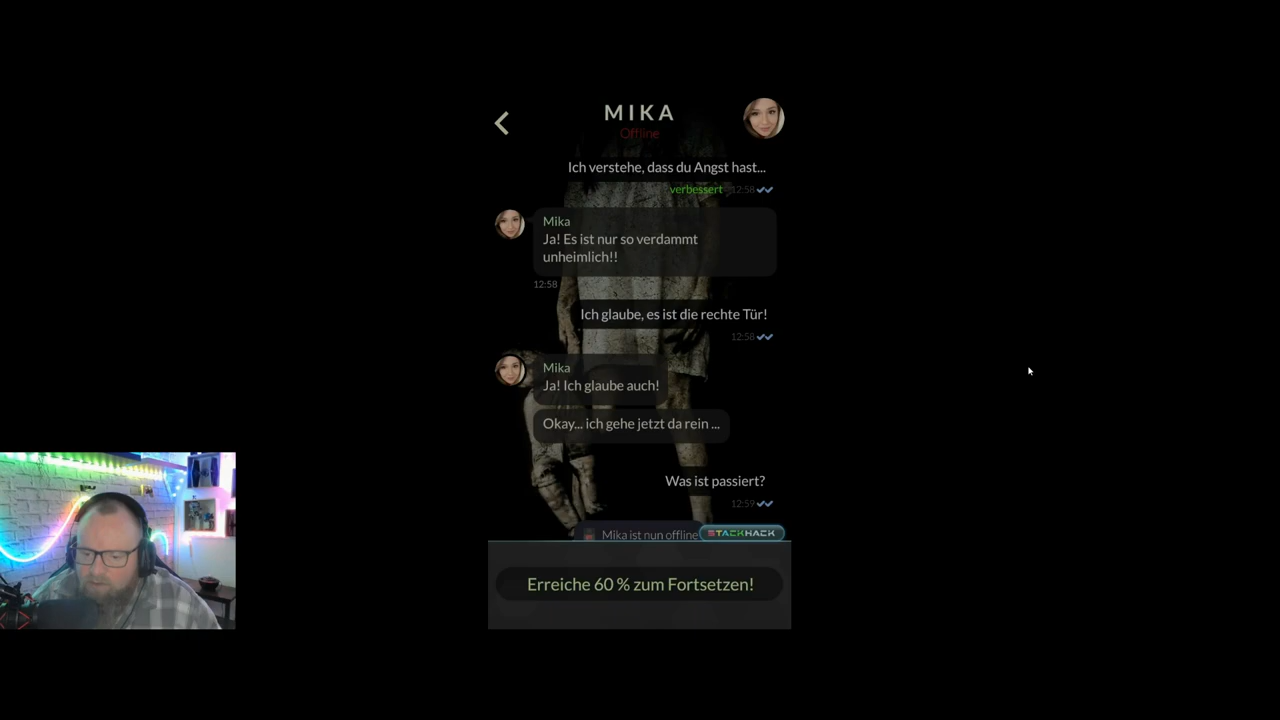 MIKA
Offline
Ich verstehe, dass du Angst hast...
verbessert 12:58
Mika
Ja! Es ist nur so verdammt
unheimlich!!
12:58
Ich glaube, es ist die rechte Tür!
12:58
Mika
Ja! Ich glaube auch!
Okay... ich gehe jetzt da rein ...
Was ist passiert?
12:59
Mika ist nun offline
STACKHACK
Erreiche 60 % zum Fortsetzen!